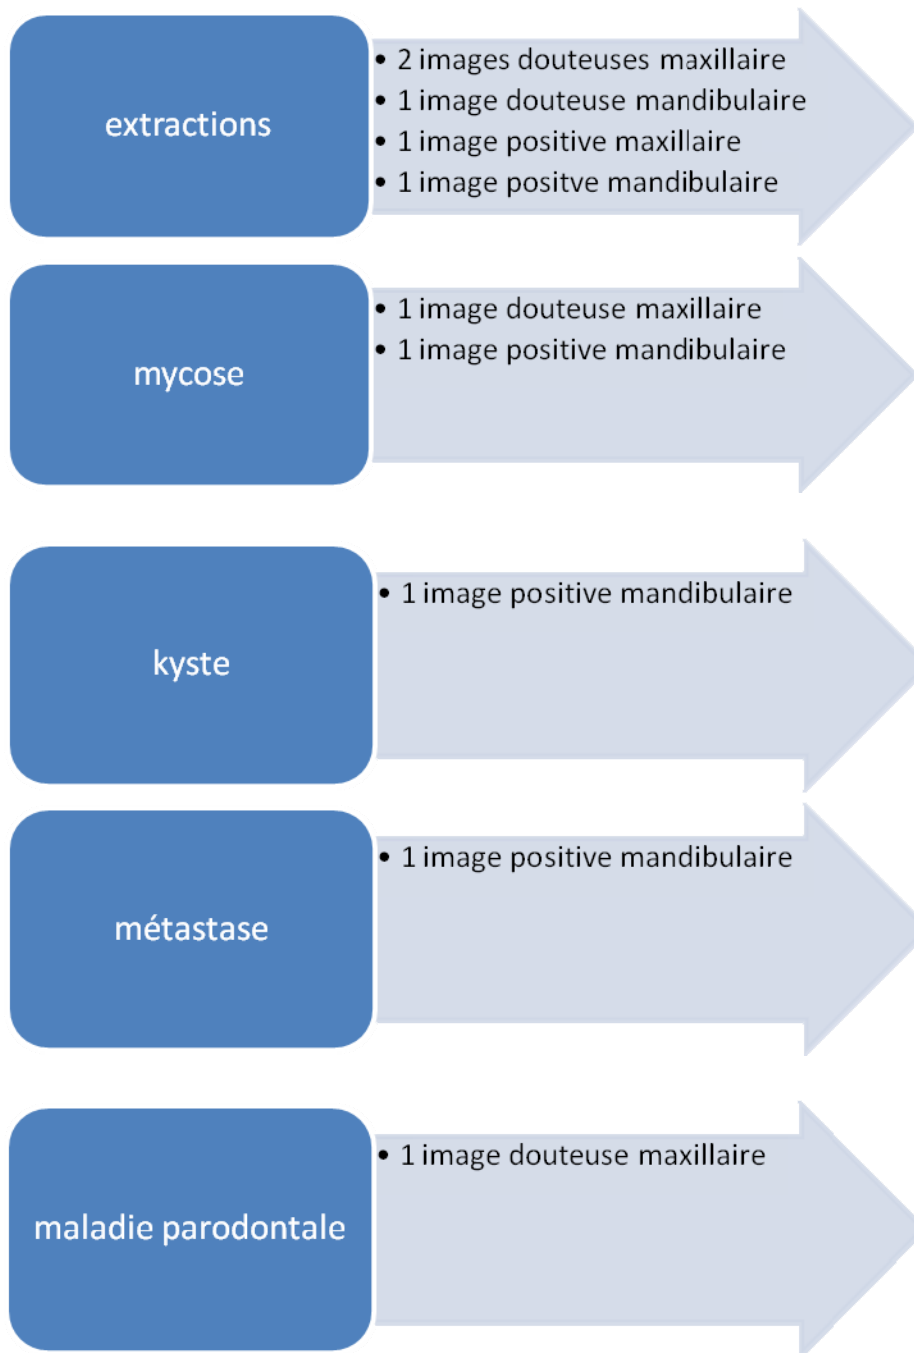 extractions
• 2 images douteuses maxillaire
• 1 image douteuse mandibulaire
• 1 image positive maxillaire
• 1 image positve mandibulaire
mycose
• 1 image douteuse maxillaire
• 1 image positive mandibulaire
kyste
• 1 image positive mandibulaire
métastase
• 1 image positive mandibulaire
maladie parodontale
• 1 image douteuse maxillaire